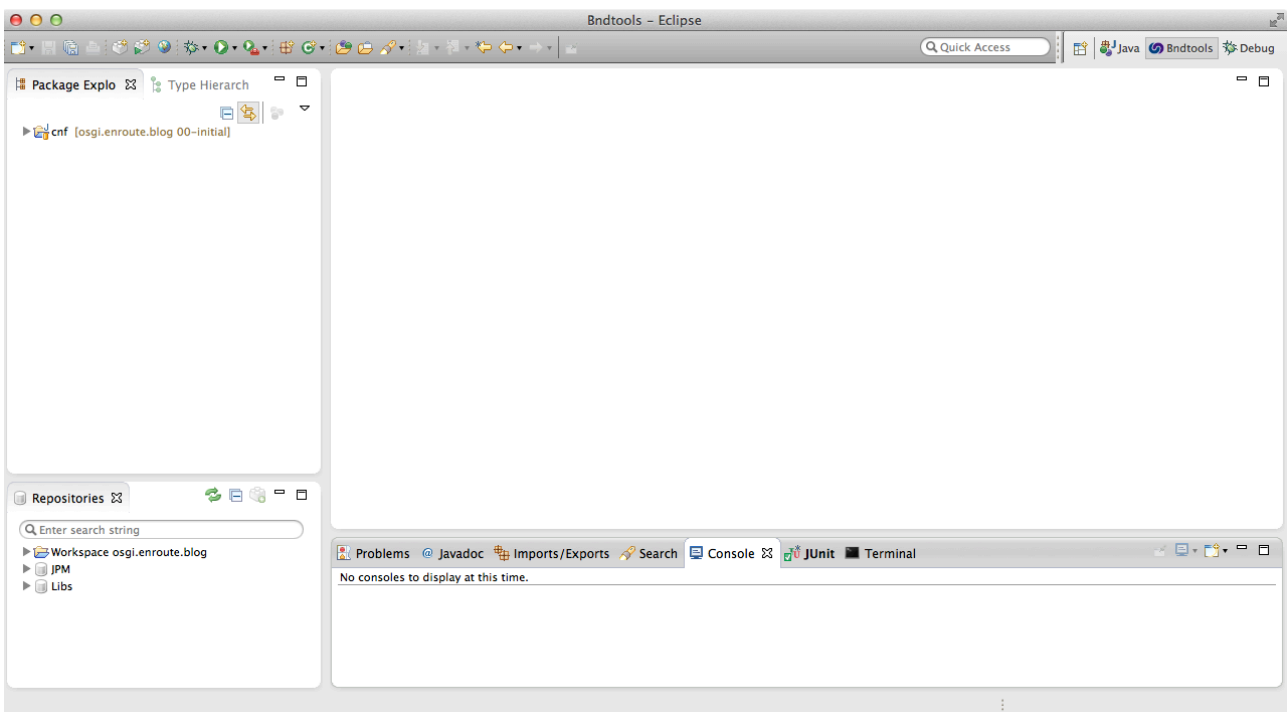 Bndtools – Eclipse
Quick Access
Java Bndtools Debug
Package Explo Type Hierarch
cnf [osgi.enroute.blog 00-initial]
Repositories
Enter search string
Workspace osgi.enroute.blog
JPM
Libs
Problems @ Javadoc Imports/Exports Search Console JUnit Terminal
No consoles to display at this time.